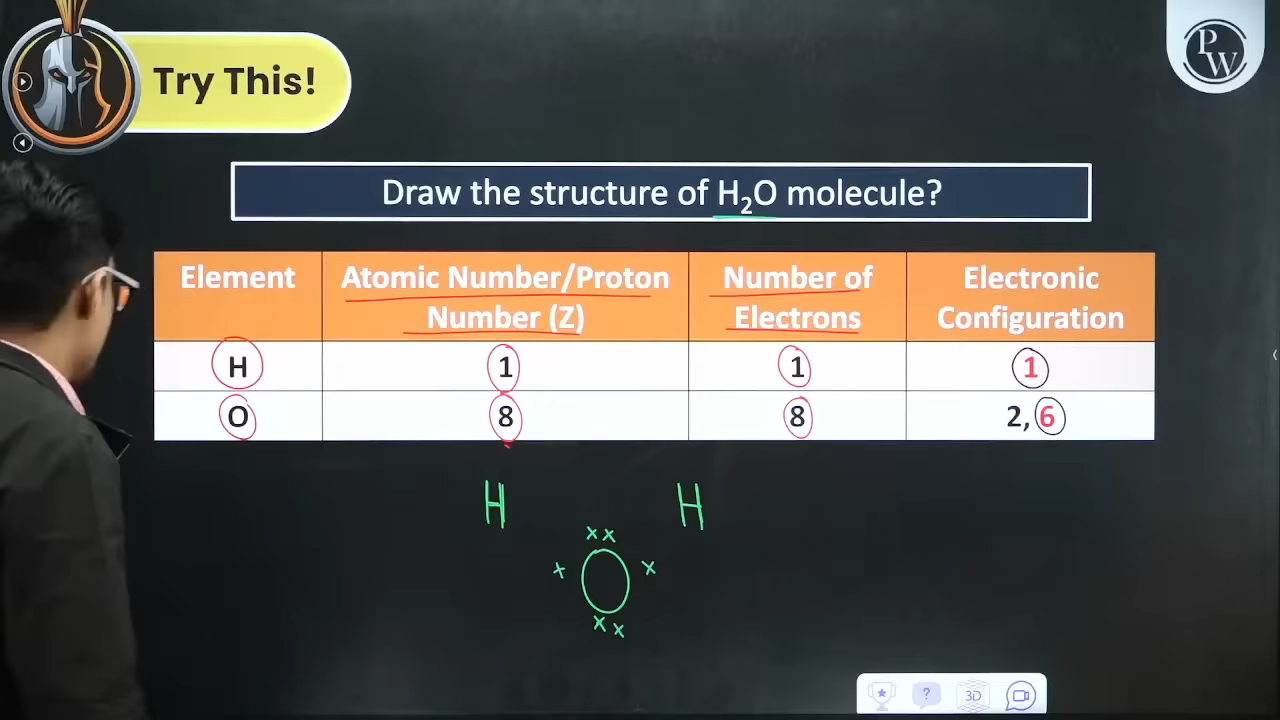 Try This!
PW
Draw the structure of H₂O molecule?
Element | Atomic Number/Proton Number (Z) | Number of Electrons | Electronic Configuration
H | 1 | 1 | 1
O | 8 | 8 | 2, 6
H H
x x
x O x
x x
? 3D